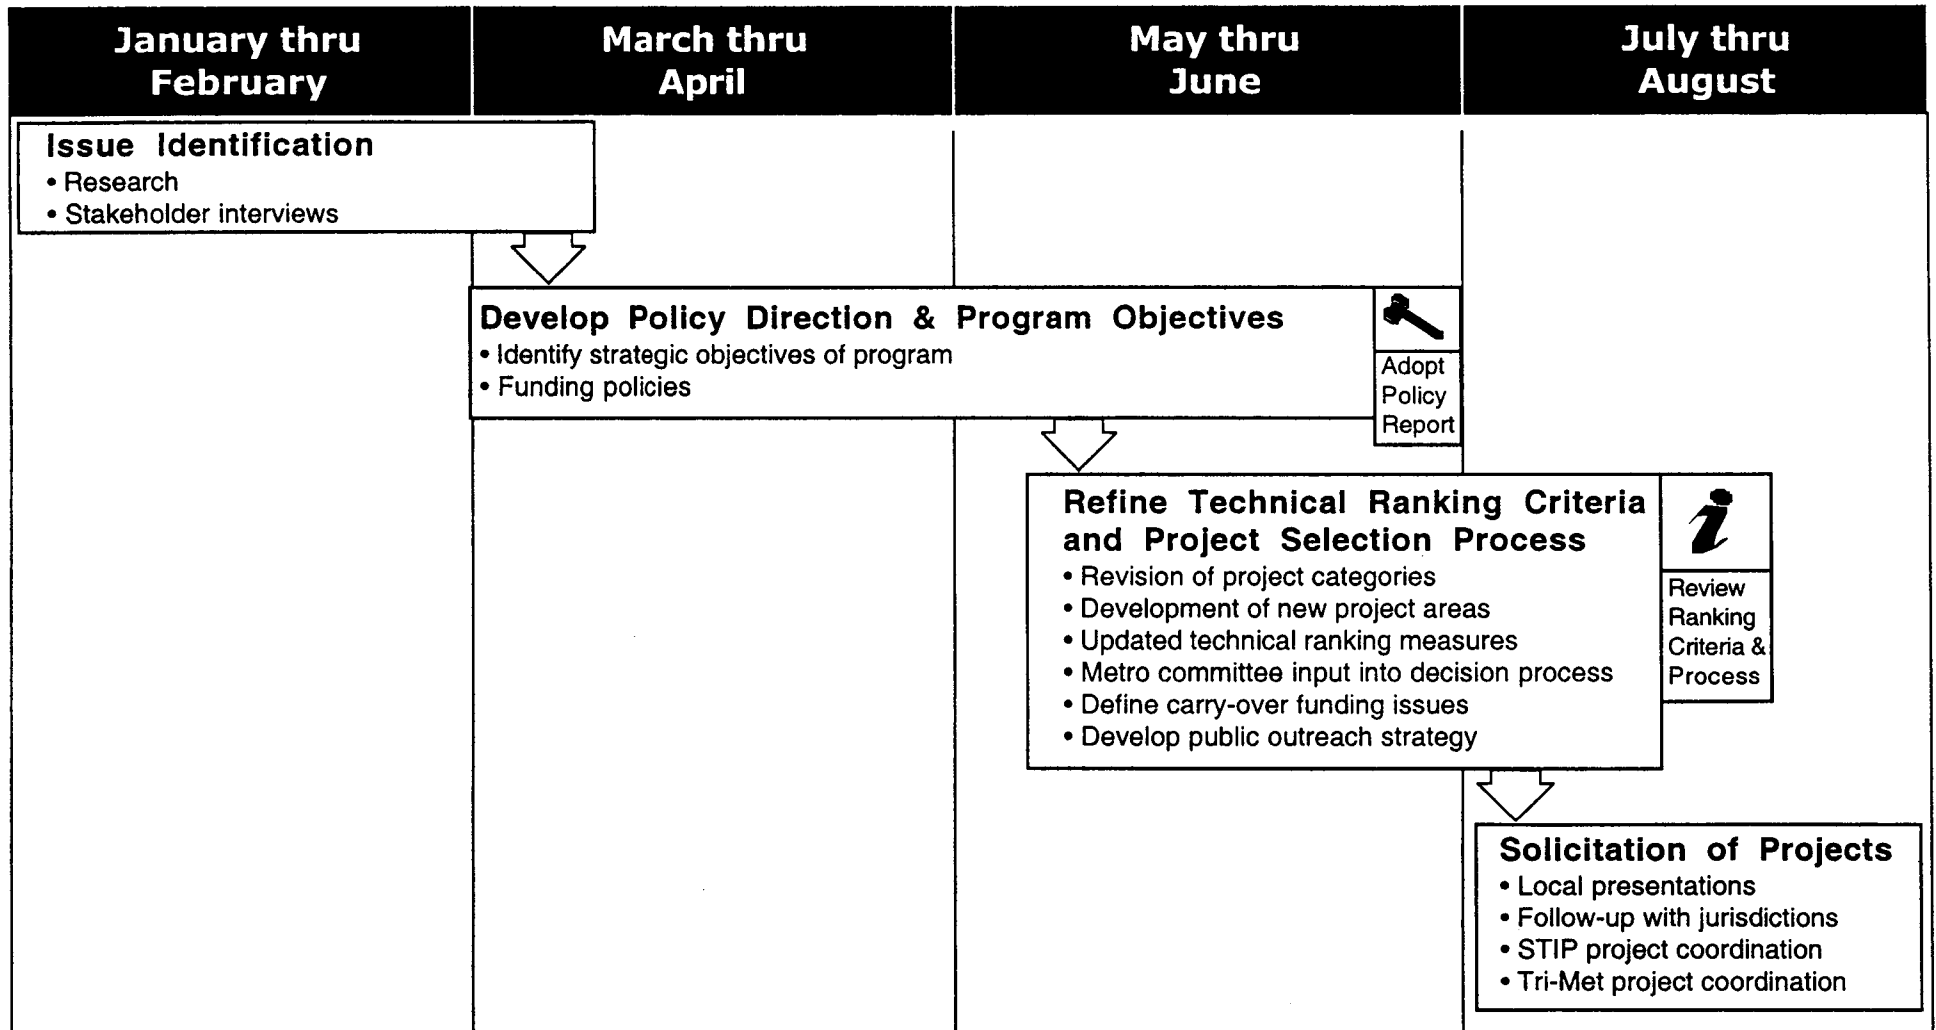 January thru
February
March thru
April
May thru
June
July thru
August
Issue Identification
• Research
• Stakeholder interviews
Develop Policy Direction & Program Objectives
• Identify strategic objectives of program
• Funding policies
Adopt
Policy
Report
Refine Technical Ranking Criteria
and Project Selection Process
• Revision of project categories
• Development of new project areas
• Updated technical ranking measures
• Metro committee input into decision process
• Define carry-over funding issues
• Develop public outreach strategy
i
Review
Ranking
Criteria &
Process
Solicitation of Projects
• Local presentations
• Follow-up with jurisdictions
• STIP project coordination
• Tri-Met project coordination